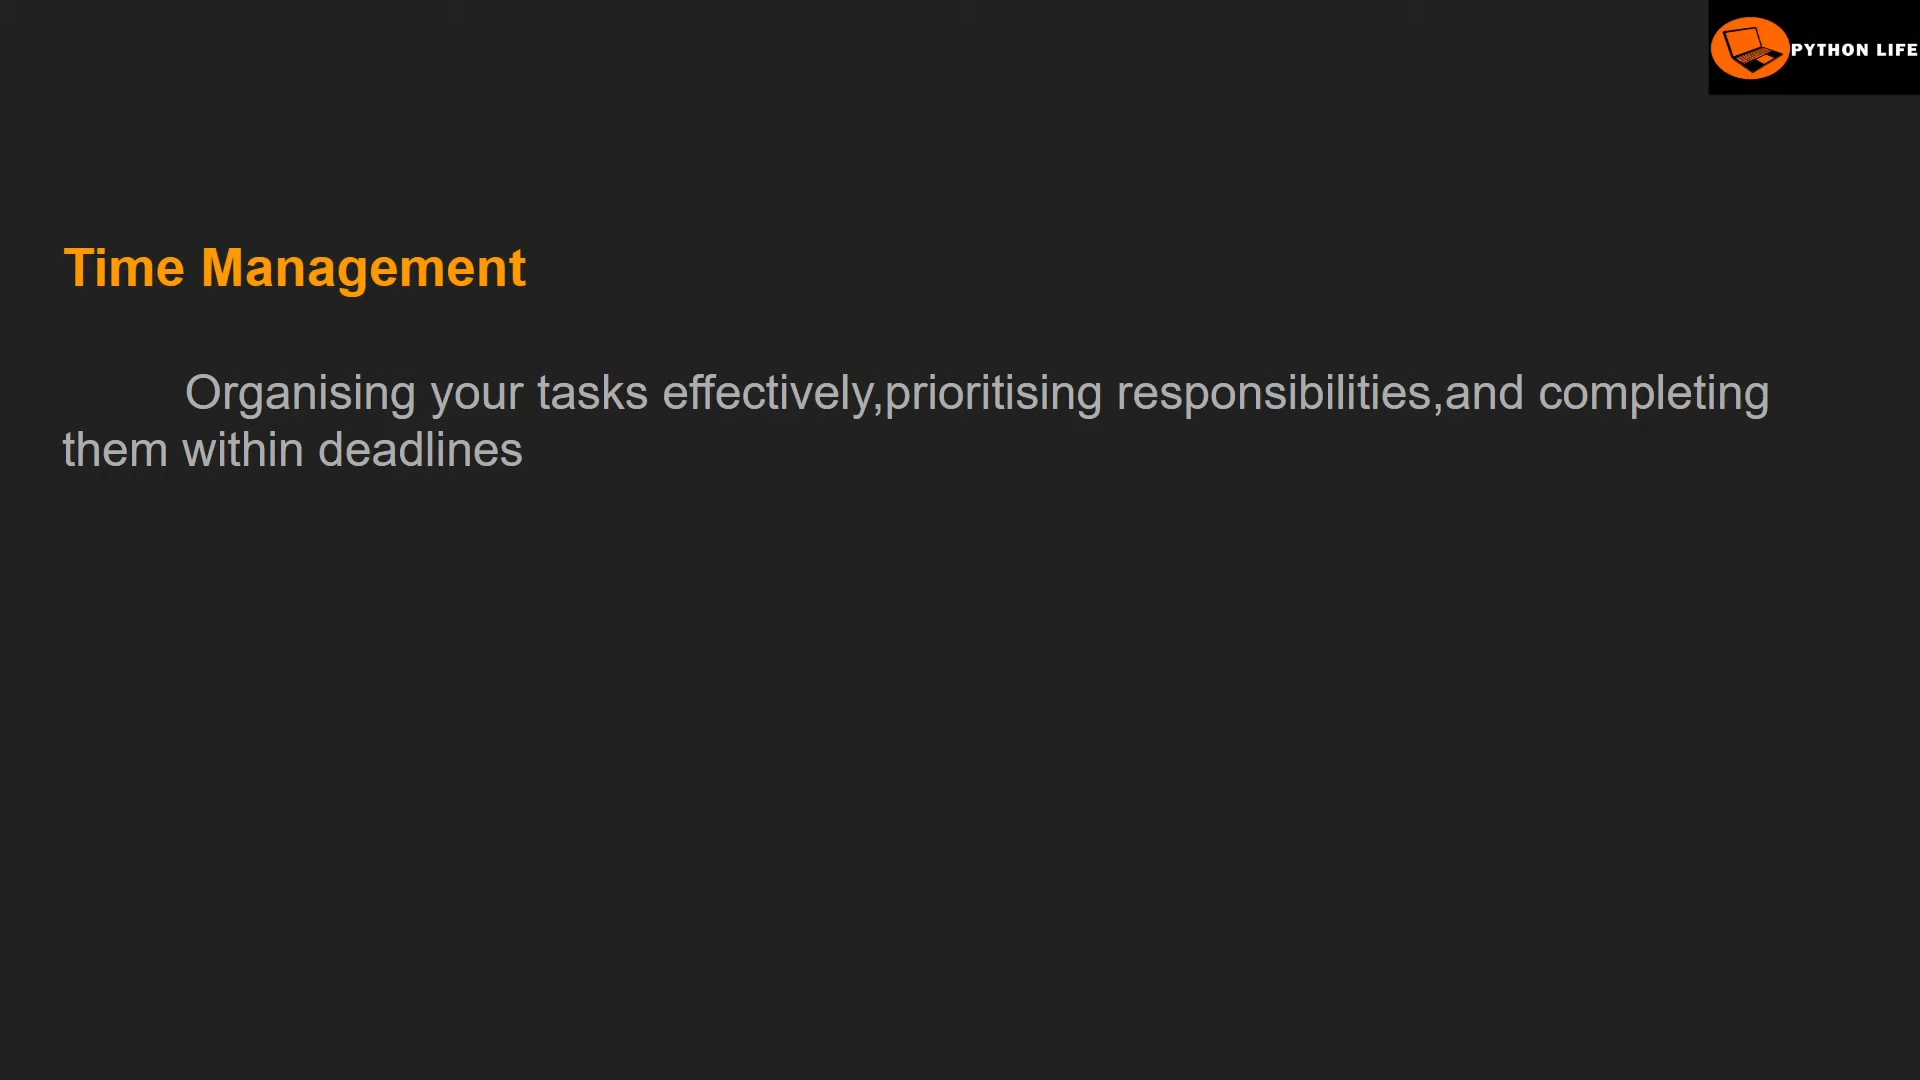 PYTHON LIFE
Time Management
Organising your tasks effectively,prioritising responsibilities,and completing
them within deadlines